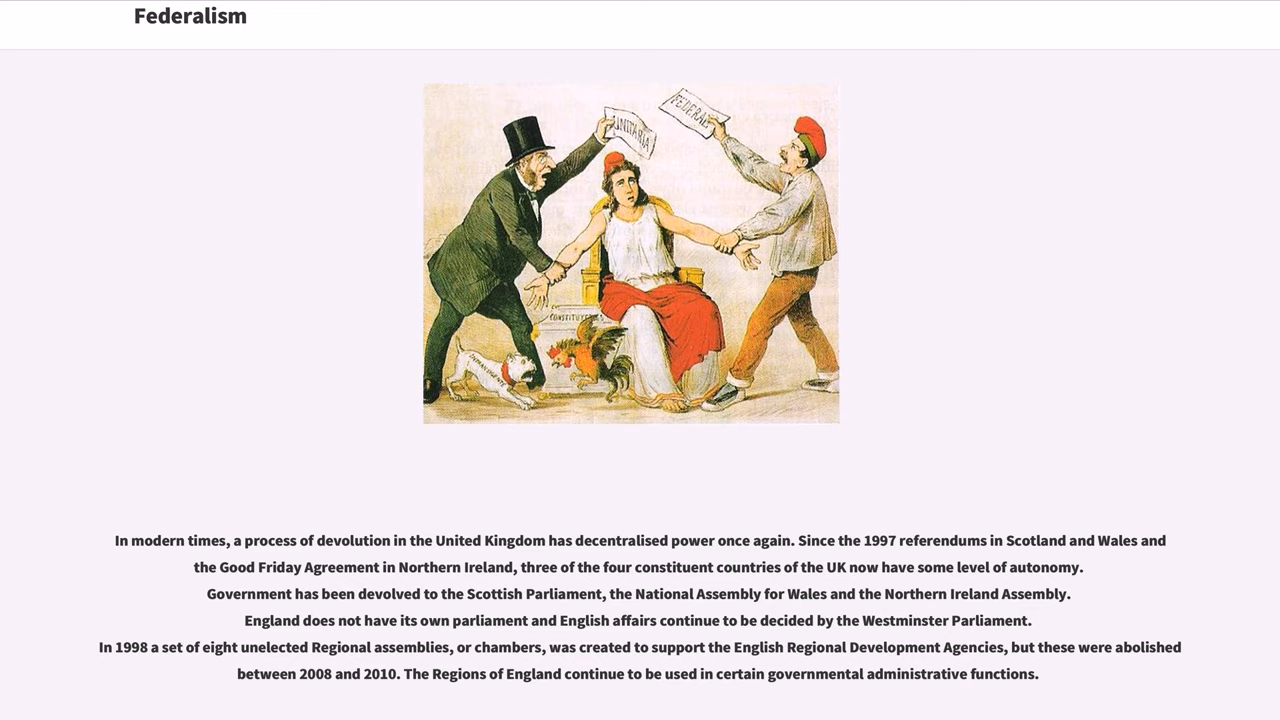 Federalism
UNITARIA
FEDERAL
In modern times, a process of devolution in the United Kingdom has decentralised power once again. Since the 1997 referendums in Scotland and Wales and
the Good Friday Agreement in Northern Ireland, three of the four constituent countries of the UK now have some level of autonomy.
Government has been devolved to the Scottish Parliament, the National Assembly for Wales and the Northern Ireland Assembly.
England does not have its own parliament and English affairs continue to be decided by the Westminster Parliament.
In 1998 a set of eight unelected Regional assemblies, or chambers, was created to support the English Regional Development Agencies, but these were abolished
between 2008 and 2010. The Regions of England continue to be used in certain governmental administrative functions.